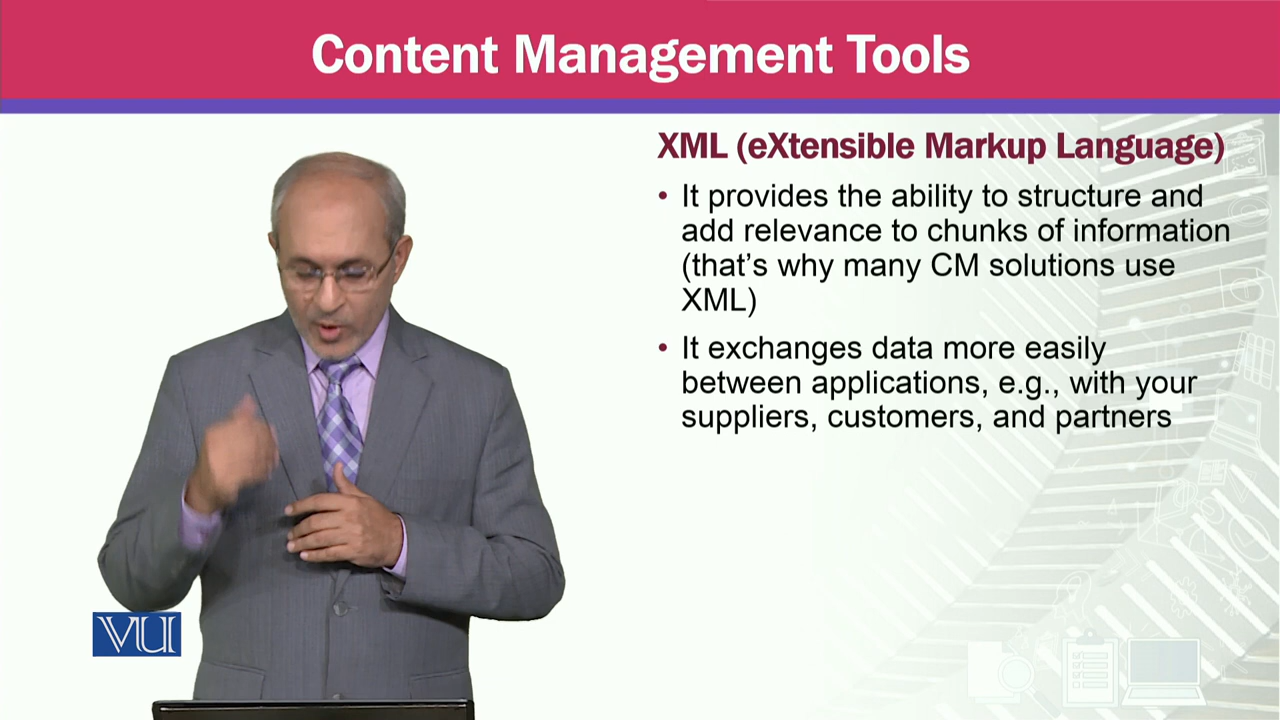 Content Management Tools
XML (eXtensible Markup Language)
• It provides the ability to structure and
add relevance to chunks of information
(that's why many CM solutions use
XML)
• It exchanges data more easily
between applications, e.g., with your
suppliers, customers, and partners
VU